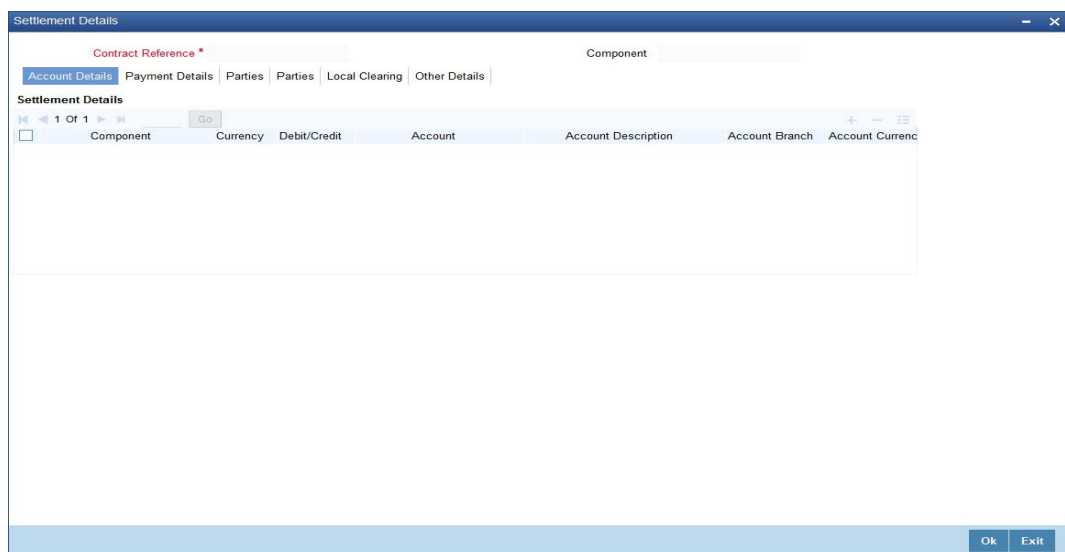 Settlement Details
Contract Reference * Component
Account Details Payment Details Parties Parties Local Clearing Other Details
Settlement Details
1 Of 1 Go
Component Currency Debit/Credit Account Account Description Account Branch Account Currenc
Ok Exit